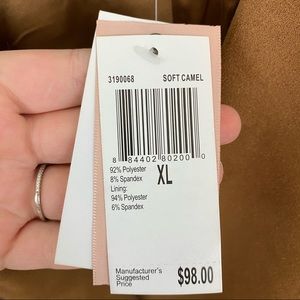 3190068 SOFT CAMEL
8 84402 80200 0
92% Polyester
8% Spandex
Lining:
94% Polyester
6% Spandex
XL
Manufacturer's
Suggested
Price
$98.00